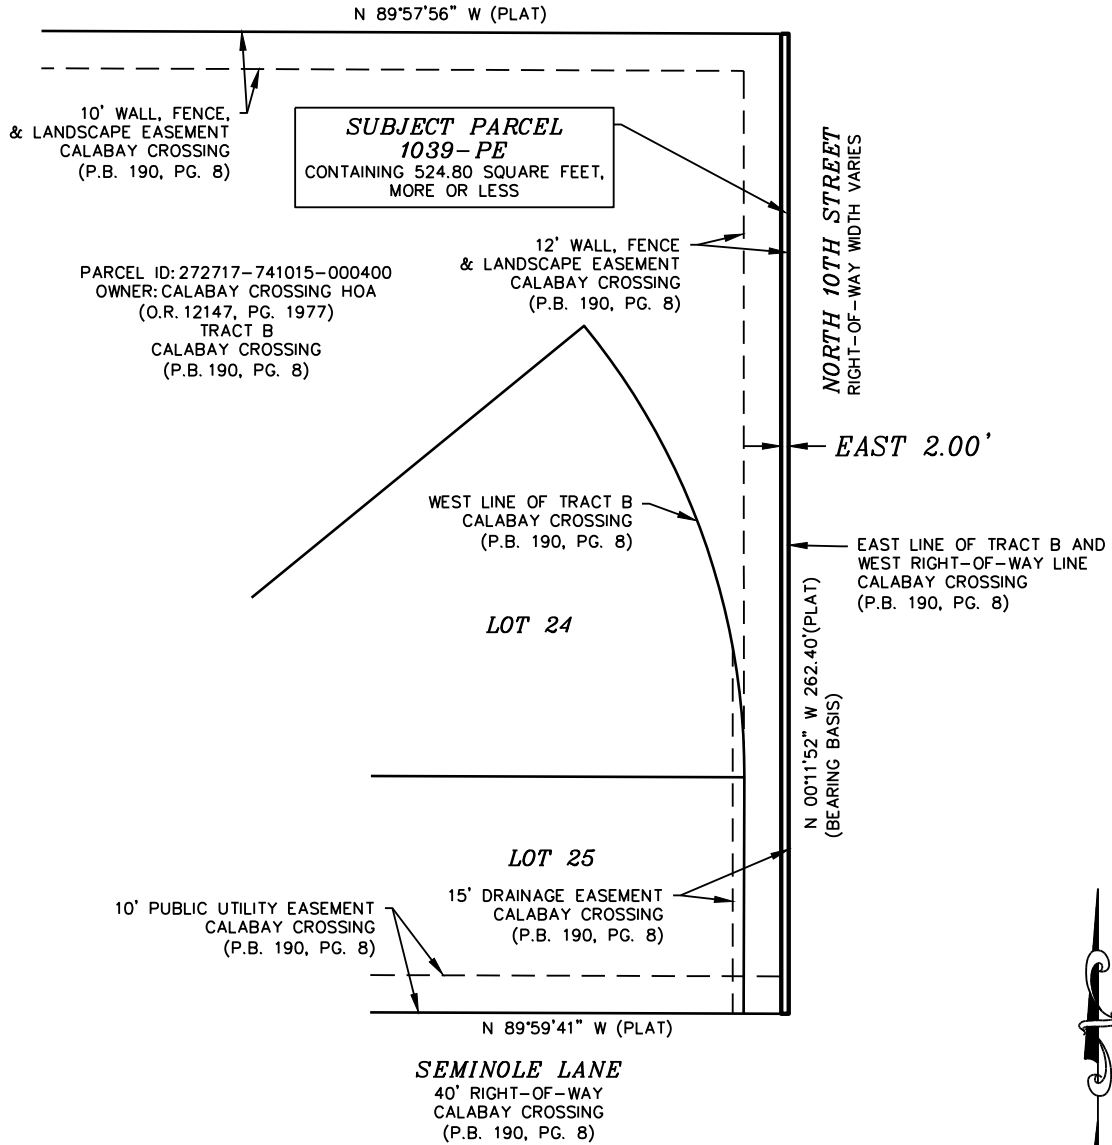 N 89°57'56" W (PLAT)
10' WALL, FENCE,
& LANDSCAPE EASEMENT
CALABAY CROSSING
(P.B. 190, PG. 8)
SUBJECT PARCEL
1039-PE
CONTAINING 524.80 SQUARE FEET,
MORE OR LESS
NORTH 10TH STREET
RIGHT-OF-WAY WIDTH VARIES
12' WALL, FENCE
& LANDSCAPE EASEMENT
CALABAY CROSSING
(P.B. 190, PG. 8)
PARCEL ID: 272717-741015-000400
OWNER: CALABAY CROSSING HOA
(O.R. 12147, PG. 1977)
TRACT B
CALABAY CROSSING
(P.B. 190, PG. 8)
EAST 2.00'
WEST LINE OF TRACT B
CALABAY CROSSING
(P.B. 190, PG. 8)
EAST LINE OF TRACT B AND
WEST RIGHT-OF-WAY LINE
CALABAY CROSSING
(P.B. 190, PG. 8)
LOT 24
N 00°11'52" W 262.40'(PLAT)
(BEARING BASIS)
LOT 25
15' DRAINAGE EASEMENT
CALABAY CROSSING
(P.B. 190, PG. 8)
10' PUBLIC UTILITY EASEMENT
CALABAY CROSSING
(P.B. 190, PG. 8)
N 89°59'41" W (PLAT)
SEMINOLE LANE
40' RIGHT-OF-WAY
CALABAY CROSSING
(P.B. 190, PG. 8)